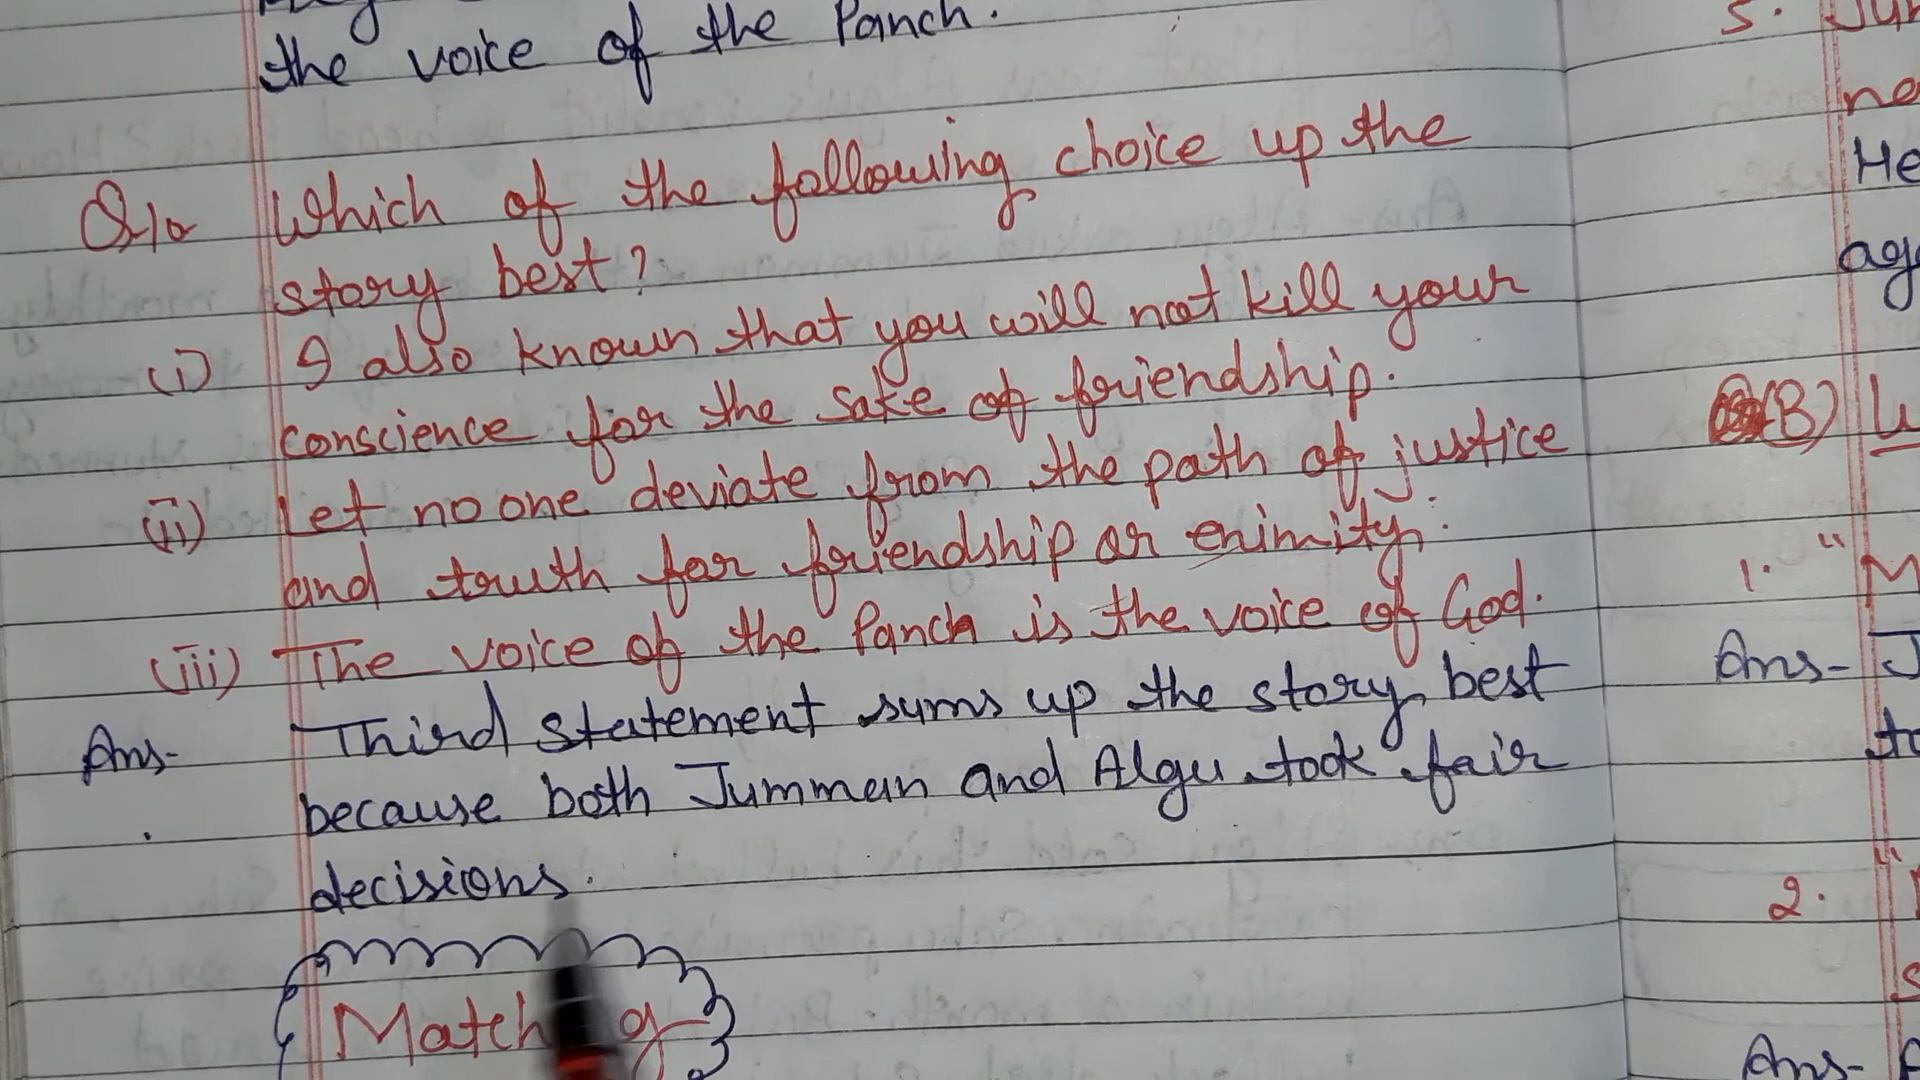 the voice of the Panch.
Q10 Which of the following choice up the
story best?
(i) I also known that you will not kill your
conscience for the sake of friendship.
(ii) Let no one deviate from the path of justice
and truth for friendship or enimity.
(iii) The voice of the Panch is the voice of God.
Ans- Third statement sums up the story best
because both Jumman and Algu took fair
decisions.
5.
He
(B)
1. "
Ans- J
to
2. "
Ans-